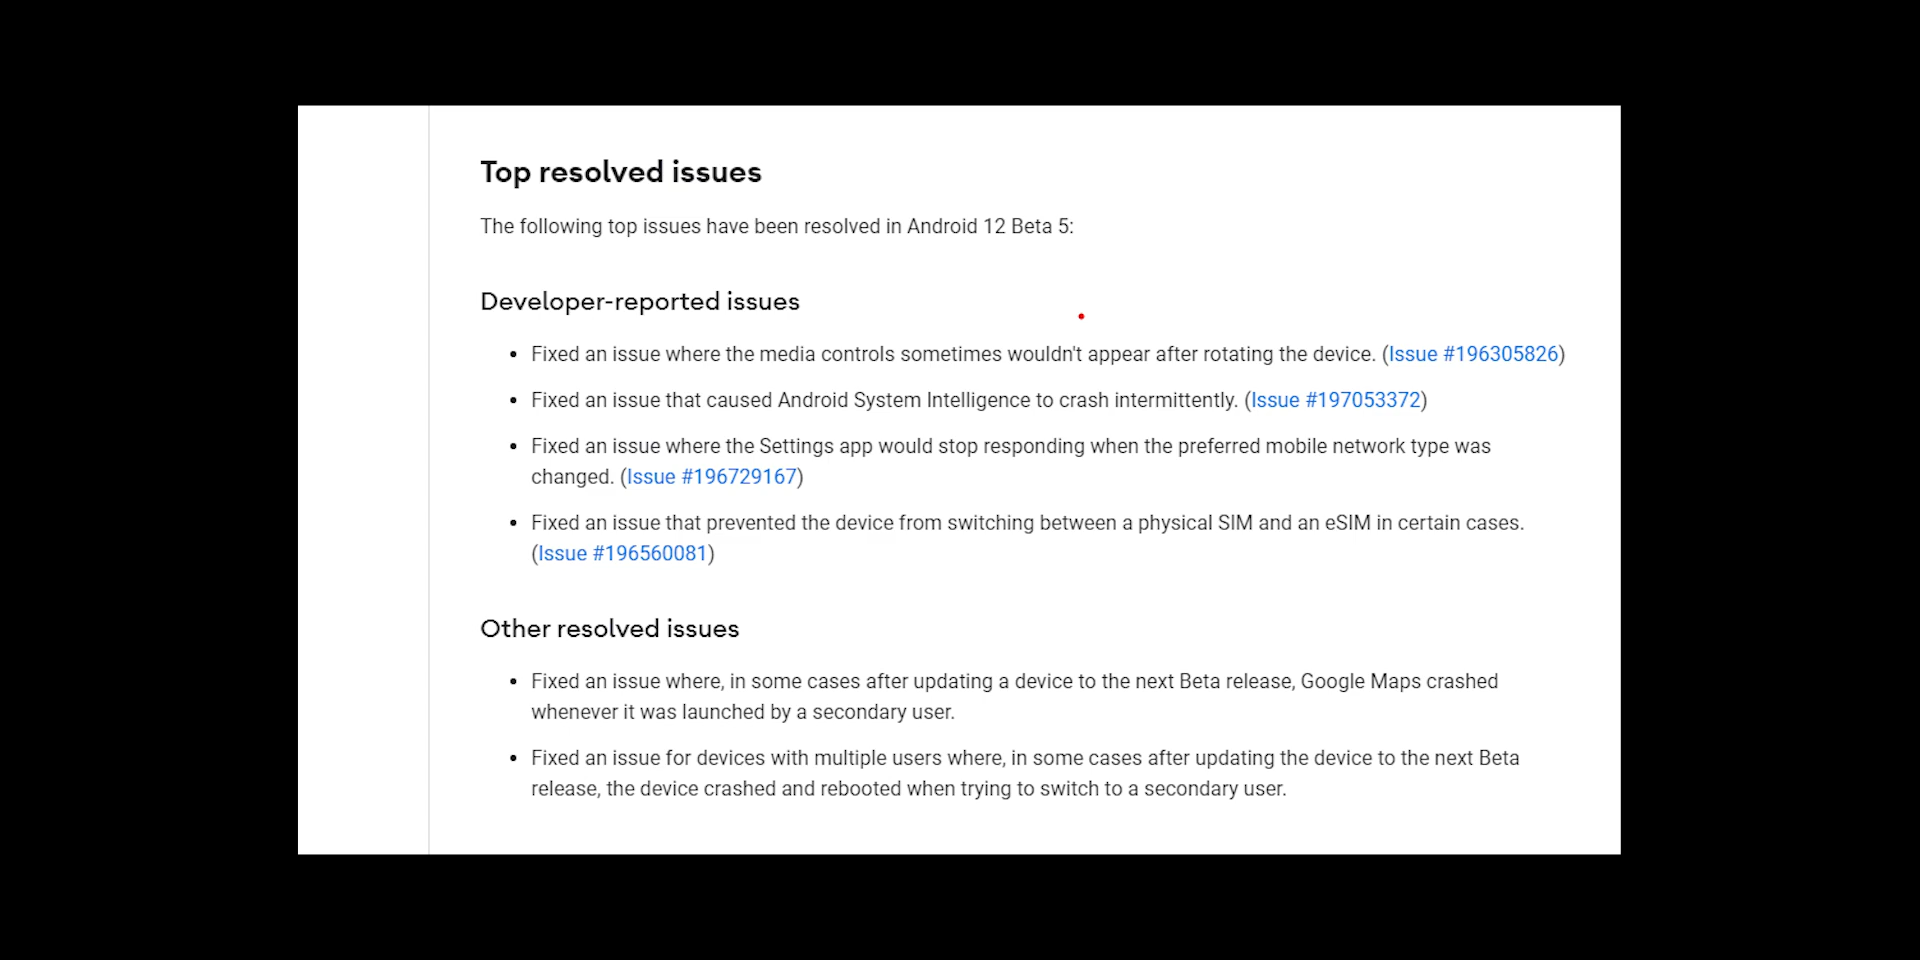 Top resolved issues
The following top issues have been resolved in Android 12 Beta 5:
Developer-reported issues
• Fixed an issue where the media controls sometimes wouldn't appear after rotating the device. (Issue #196305826)
• Fixed an issue that caused Android System Intelligence to crash intermittently. (Issue #197053372)
• Fixed an issue where the Settings app would stop responding when the preferred mobile network type was
changed. (Issue #196729167)
• Fixed an issue that prevented the device from switching between a physical SIM and an eSIM in certain cases.
(Issue #196560081)
Other resolved issues
• Fixed an issue where, in some cases after updating a device to the next Beta release, Google Maps crashed
whenever it was launched by a secondary user.
• Fixed an issue for devices with multiple users where, in some cases after updating the device to the next Beta
release, the device crashed and rebooted when trying to switch to a secondary user.